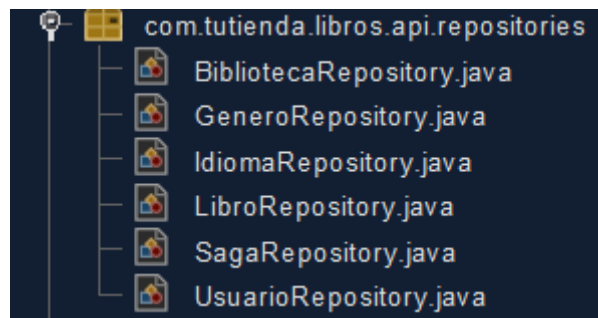 com.tutienda.libros.api.repositories
BibliotecaRepository.java
GeneroRepository.java
IdiomaRepository.java
LibroRepository.java
SagaRepository.java
UsuarioRepository.java